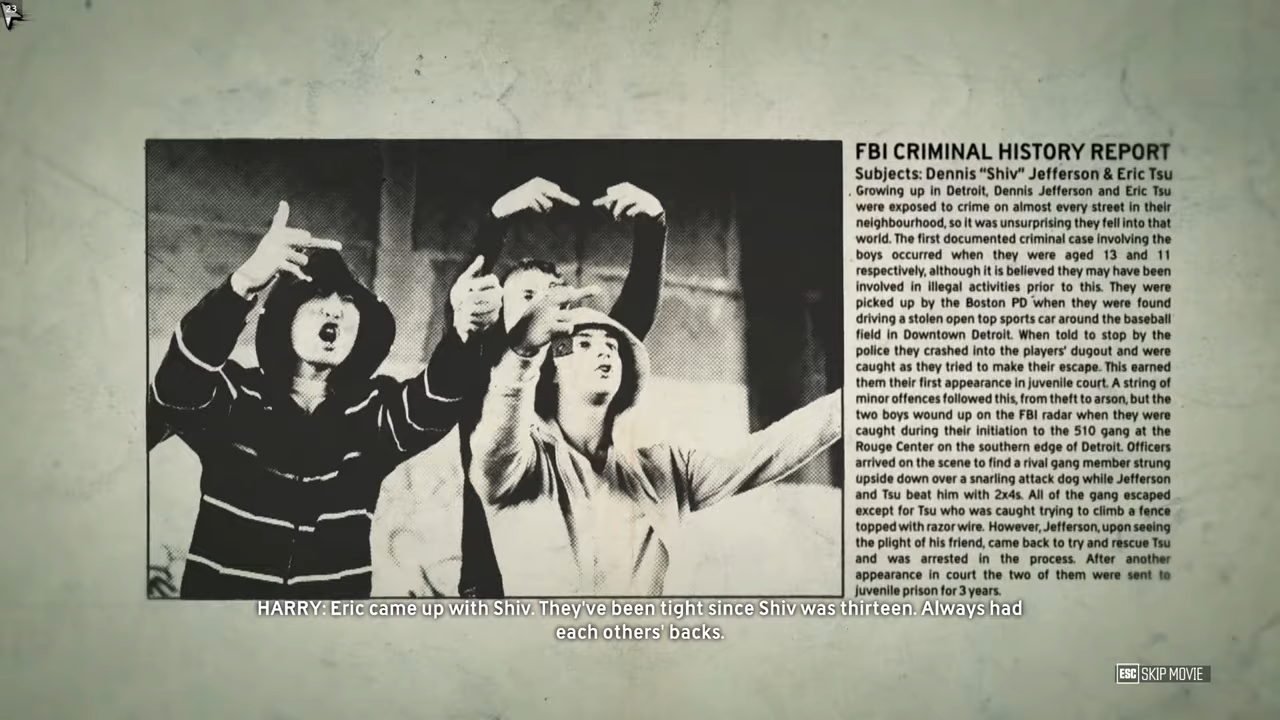 23
FBI CRIMINAL HISTORY REPORT
Subjects: Dennis “Shiv” Jefferson & Eric Tsu
Growing up in Detroit, Dennis Jefferson and Eric Tsu
were exposed to crime on almost every street in their
neighbourhood, so it was unsurprising they fell into that
world. The first documented criminal case involving the
boys occurred when they were aged 13 and 11
respectively, although it is believed they may have been
involved in illegal activities prior to this. They were
picked up by the Boston PD when they were found
driving a stolen open top sports car around the baseball
field in Downtown Detroit. When told to stop by the
police they crashed into the players' dugout and were
caught as they tried to make their escape. This earned
them their first appearance in juvenile court. A string of
minor offences followed this, from theft to arson, but the
two boys wound up on the FBI radar when they were
caught during their initiation to the 510 gang at the
Rouge Center on the southern edge of Detroit. Officers
arrived on the scene to find a rival gang member strung
upside down over a snarling attack dog while Jefferson
and Tsu beat him with 2x4s. All of the gang escaped
except for Tsu who was caught trying to climb a fence
topped with razor wire. However, Jefferson, upon seeing
the plight of his friend, came back to try and rescue Tsu
and was arrested in the process. After another
appearance in court the two of them were sent to
juvenile prison for 3 years.
HARRY: Eric came up with Shiv. They've been tight since Shiv was thirteen. Always had
each others' backs.
ESC SKIP MOVIE